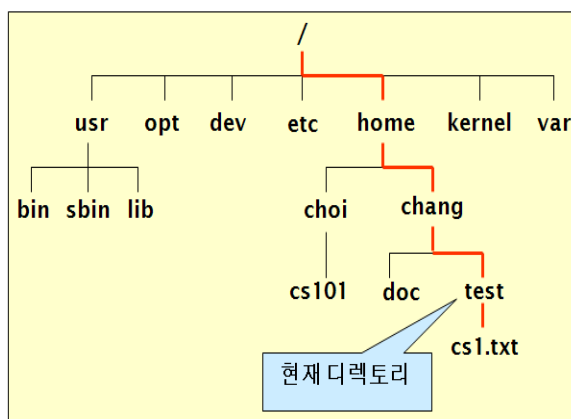 /
usr opt dev etc home kernel var
bin sbin lib choi chang
cs101 doc test
cs1.txt
현재 디렉토리